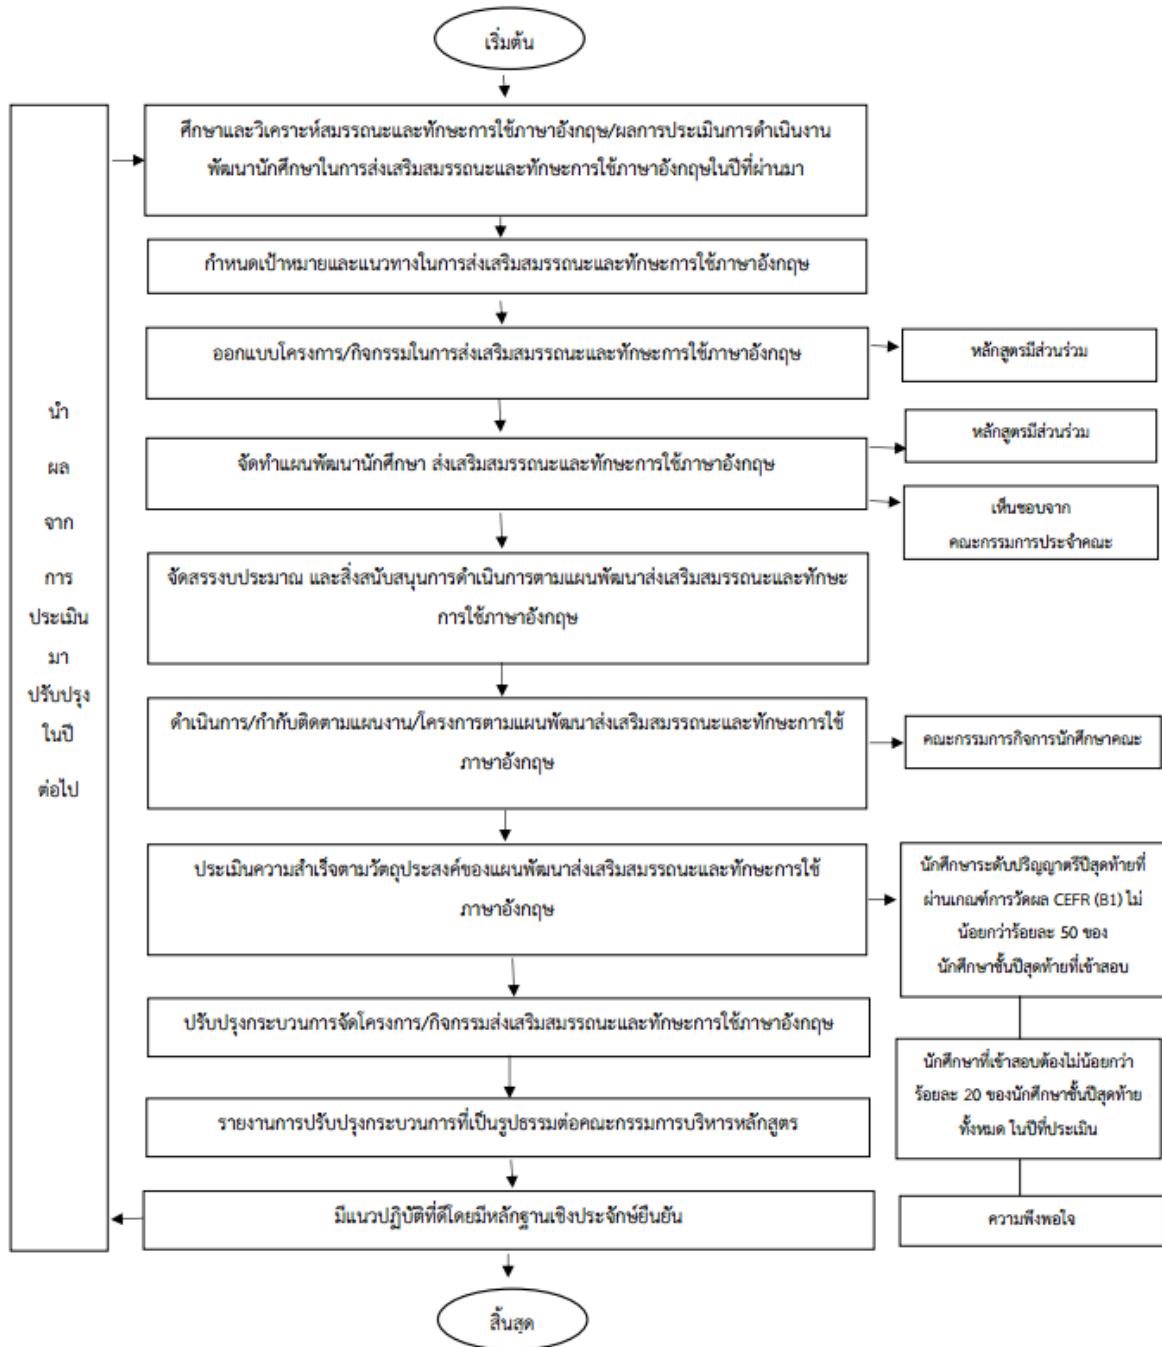 เริ่มต้น
ศึกษาและวิเคราะห์สมรรถนะและทักษะการใช้ภาษาอังกฤษ/ผลการประเมินการดำเนินงาน
พัฒนานักศึกษาในการส่งเสริมสมรรถนะและทักษะการใช้ภาษาอังกฤษในปีที่ผ่านมา
กำหนดเป้าหมายและแนวทางในการส่งเสริมสมรรถนะและทักษะการใช้ภาษาอังกฤษ
ออกแบบโครงการ/กิจกรรมในการส่งเสริมสมรรถนะและทักษะการใช้ภาษาอังกฤษ
หลักสูตรมีส่วนร่วม
จัดทำแผนพัฒนานักศึกษา ส่งเสริมสมรรถนะและทักษะการใช้ภาษาอังกฤษ
หลักสูตรมีส่วนร่วม
เห็นชอบจาก
คณะกรรมการประจำคณะ
จัดสรรงบประมาณ และสิ่งสนับสนุนการดำเนินการตามแผนพัฒนาส่งเสริมสมรรถนะและทักษะ
การใช้ภาษาอังกฤษ
ดำเนินการ/กำกับติดตามแผนงาน/โครงการตามแผนพัฒนาส่งเสริมสมรรถนะและทักษะการใช้
ภาษาอังกฤษ
คณะกรรมการกิจการนักศึกษาคณะ
ประเมินความสำเร็จตามวัตถุประสงค์ของแผนพัฒนาส่งเสริมสมรรถนะและทักษะการใช้
ภาษาอังกฤษ
นักศึกษาระดับปริญญาตรีปีสุดท้ายที่
ผ่านเกณฑ์การวัดผล CEFR (B1) ไม่
น้อยกว่าร้อยละ 50 ของ
นักศึกษาชั้นปีสุดท้ายที่เข้าสอบ
ปรับปรุงกระบวนการจัดโครงการ/กิจกรรมส่งเสริมสมรรถนะและทักษะการใช้ภาษาอังกฤษ
นักศึกษาที่เข้าสอบต้องไม่น้อยกว่า
ร้อยละ 20 ของนักศึกษาชั้นปีสุดท้าย
ทั้งหมด ในปีที่ประเมิน
รายงานการปรับปรุงกระบวนการที่เป็นรูปธรรมต่อคณะกรรมการบริหารหลักสูตร
มีแนวปฏิบัติที่ดีโดยมีหลักฐานเชิงประจักษ์ยืนยัน
ความพึงพอใจ
สิ้นสุด
นำ
ผล
จาก
การ
ประเมิน
มา
ปรับปรุง
ในปี
ต่อไป